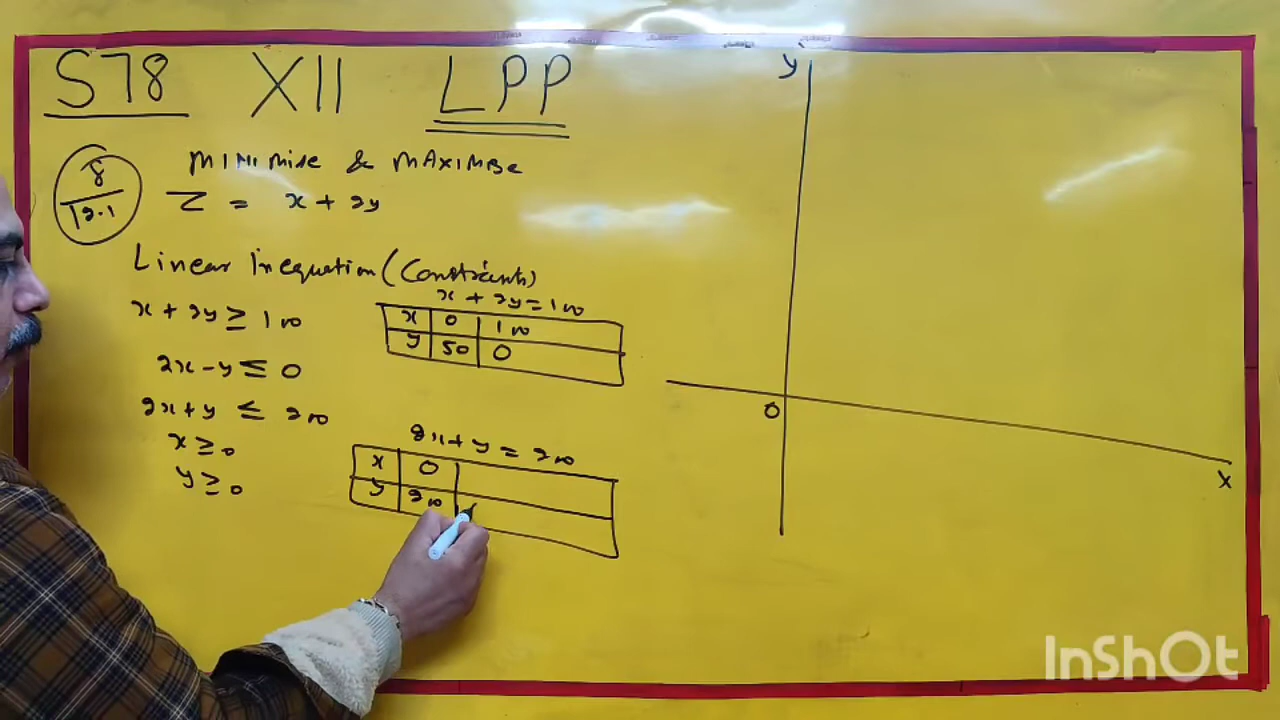 S78 XII LPP
8/12.1
MINIMISE & MAXIMISE
Z = x + 2y
Linear Inequation (Constraints)
x + 2y ≥ 100
2x - y ≤ 0
2x + y ≤ 200
x ≥ 0
y ≥ 0
x + 2y = 100
x 0 100
y 50 0
2x + y = 200
x 0
y 200
y
0
x
InShOt